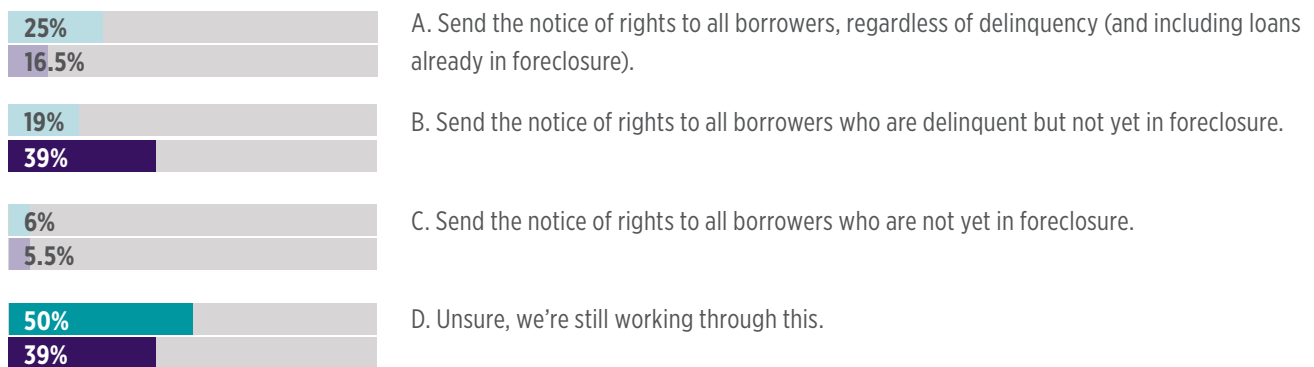 25%
A. Send the notice of rights to all borrowers, regardless of delinquency (and including loans
16.5%
already in foreclosure).
19%
B. Send the notice of rights to all borrowers who are delinquent but not yet in foreclosure.
39%
6%
C. Send the notice of rights to all borrowers who are not yet in foreclosure.
5.5%
50%
D. Unsure, we’re still working through this.
39%